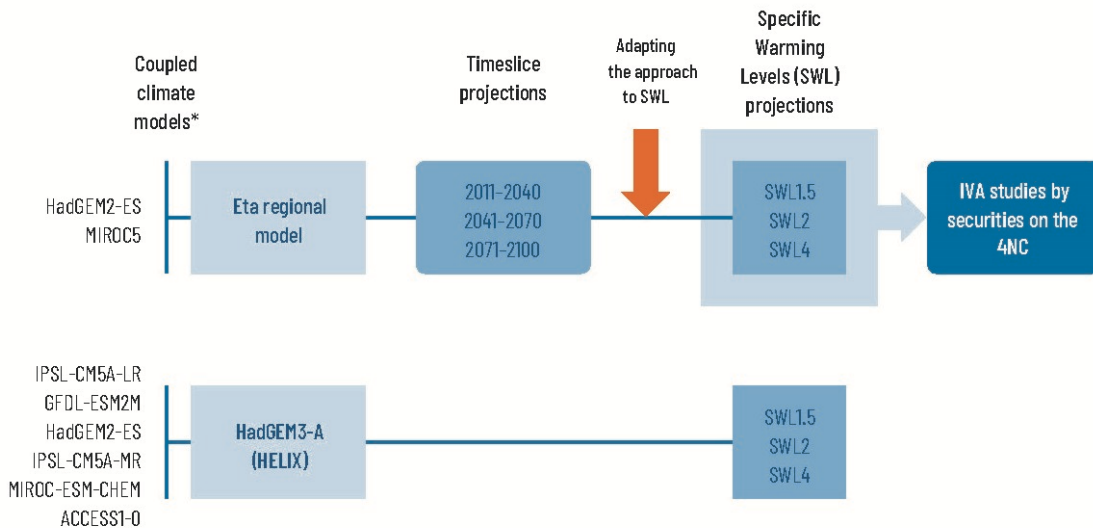 Coupled
climate
models*
Timeslice
projections
Adapting
the approach
to SWL
Specific
Warming
Levels (SWL)
projections
HadGEM2-ES
MIROC5
Eta regional
model
2011-2040
2041-2070
2071-2100
SWL1.5
SWL2
SWL4
IVA studies by
securities on the
4NC
IPSL-CM5A-LR
GFDL-ESM2M
HadGEM2-ES
IPSL-CM5A-MR
MIROC-ESM-CHEM
ACCESS1-0
HadGEM3-A
(HELIX)
SWL1.5
SWL2
SWL4